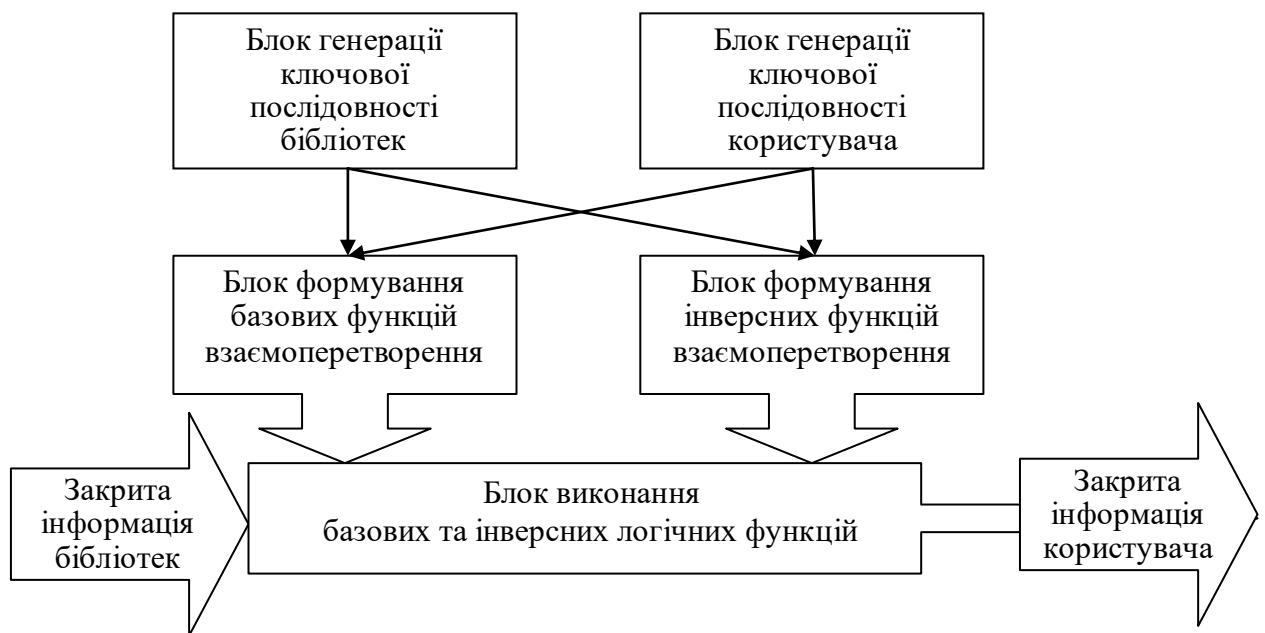 Блок генерації
ключової
послідовності
бібліотек
Блок генерації
ключової
послідовності
користувача
Блок формування
базових функцій
взаємоперетворення
Блок формування
інверсних функцій
взаємоперетворення
Закрита
інформація
бібліотек
Блок виконання
базових та інверсних логічних функцій
Закрита
інформація
користувача